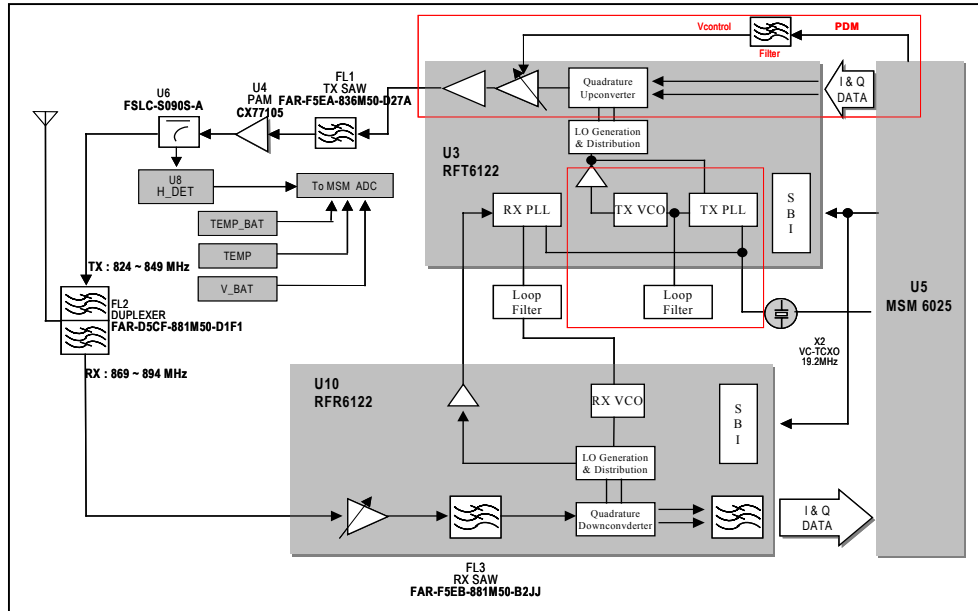 Vcontrol
PDM
Filter
U6
FSLC-S090S-A
U4
PAM
CX77105
FL1
TX SAW
FAR-F5EA-836M50-D27A
Quadrature
Upconverter
I & Q
DATA
LO Generation
& Distribution
U3
RFT6122
U8
H_DET
To MSM ADC
TEMP_BAT
TEMP
V_BAT
RX PLL
TX VCO
TX PLL
S
B
I
TX : 824 ~ 849 MHz
FL2
DUPLEXER
FAR-D5CF-881M50-D1F1
RX : 869 ~ 894 MHz
Loop
Filter
Loop
Filter
U5
MSM 6025
X2
VC-TCXO
19.2MHz
U10
RFR6122
RX VCO
S
B
I
LO Generation
& Distribution
Quadrature
Downconvderter
I & Q
DATA
FL3
RX SAW
FAR-F5EB-881M50-B2JJ